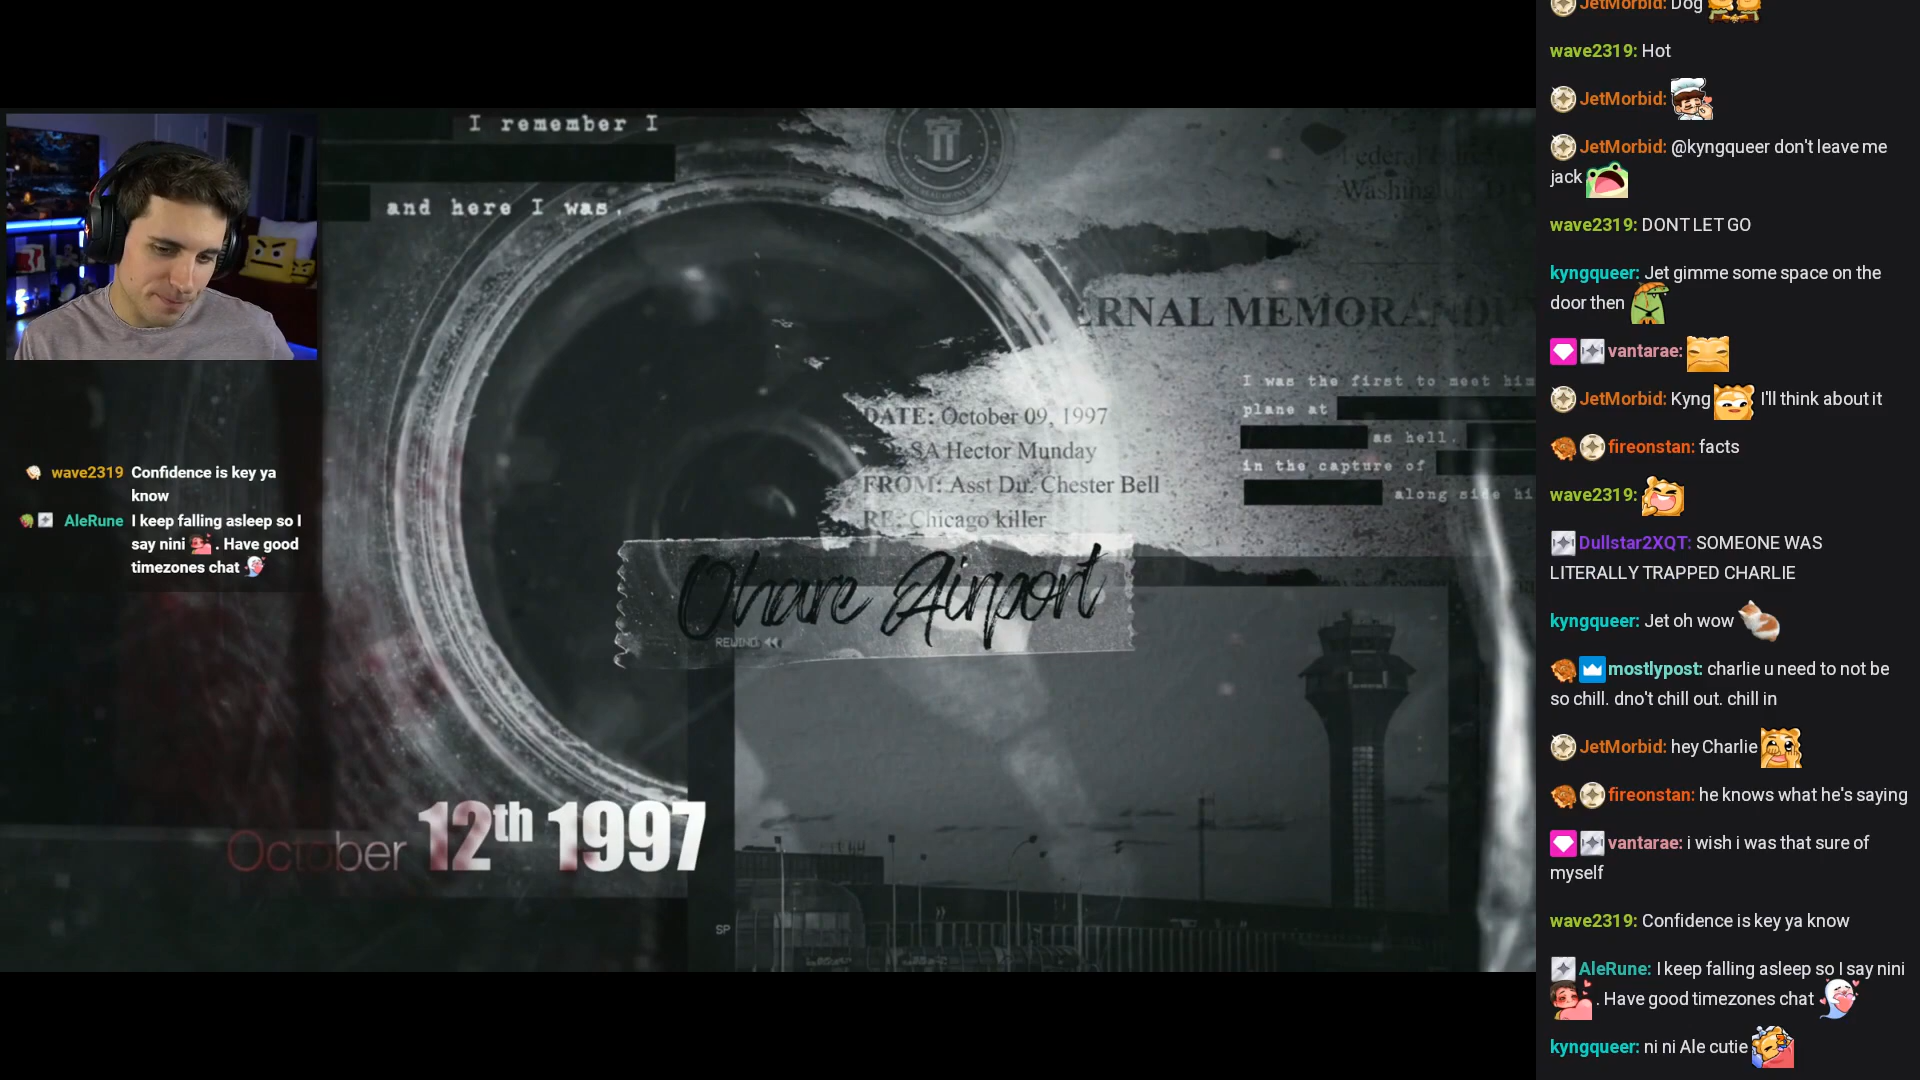 I remember I
and here I was.
ERNAL MEMORANDU
DATE: October 09, 1997
SA Hector Munday
FROM: Asst Dir. Chester Bell
RE: Chicago killer
I was the first to meet him
plane at
as hell.
in the capture of
along side hi
Ohare Airport
REWIND
October 12th 1997
SP
wave2319 Confidence is key ya
know
AleRune I keep falling asleep so I
say nini . Have good
timezones chat
JetMorbid: Dog
wave2319: Hot
JetMorbid:
JetMorbid: @kyngqueer don't leave me
jack
wave2319: DONT LET GO
kyngqueer: Jet gimme some space on the
door then
vantarae:
JetMorbid: Kyng I'll think about it
fireonstan: facts
wave2319:
Dullstar2XQT: SOMEONE WAS
LITERALLY TRAPPED CHARLIE
kyngqueer: Jet oh wow
mostlypost: charlie u need to not be
so chill. dno't chill out. chill in
JetMorbid: hey Charlie
fireonstan: he knows what he's saying
vantarae: i wish i was that sure of
myself
wave2319: Confidence is key ya know
AleRune: I keep falling asleep so I say nini
. Have good timezones chat
kyngqueer: ni ni Ale cutie